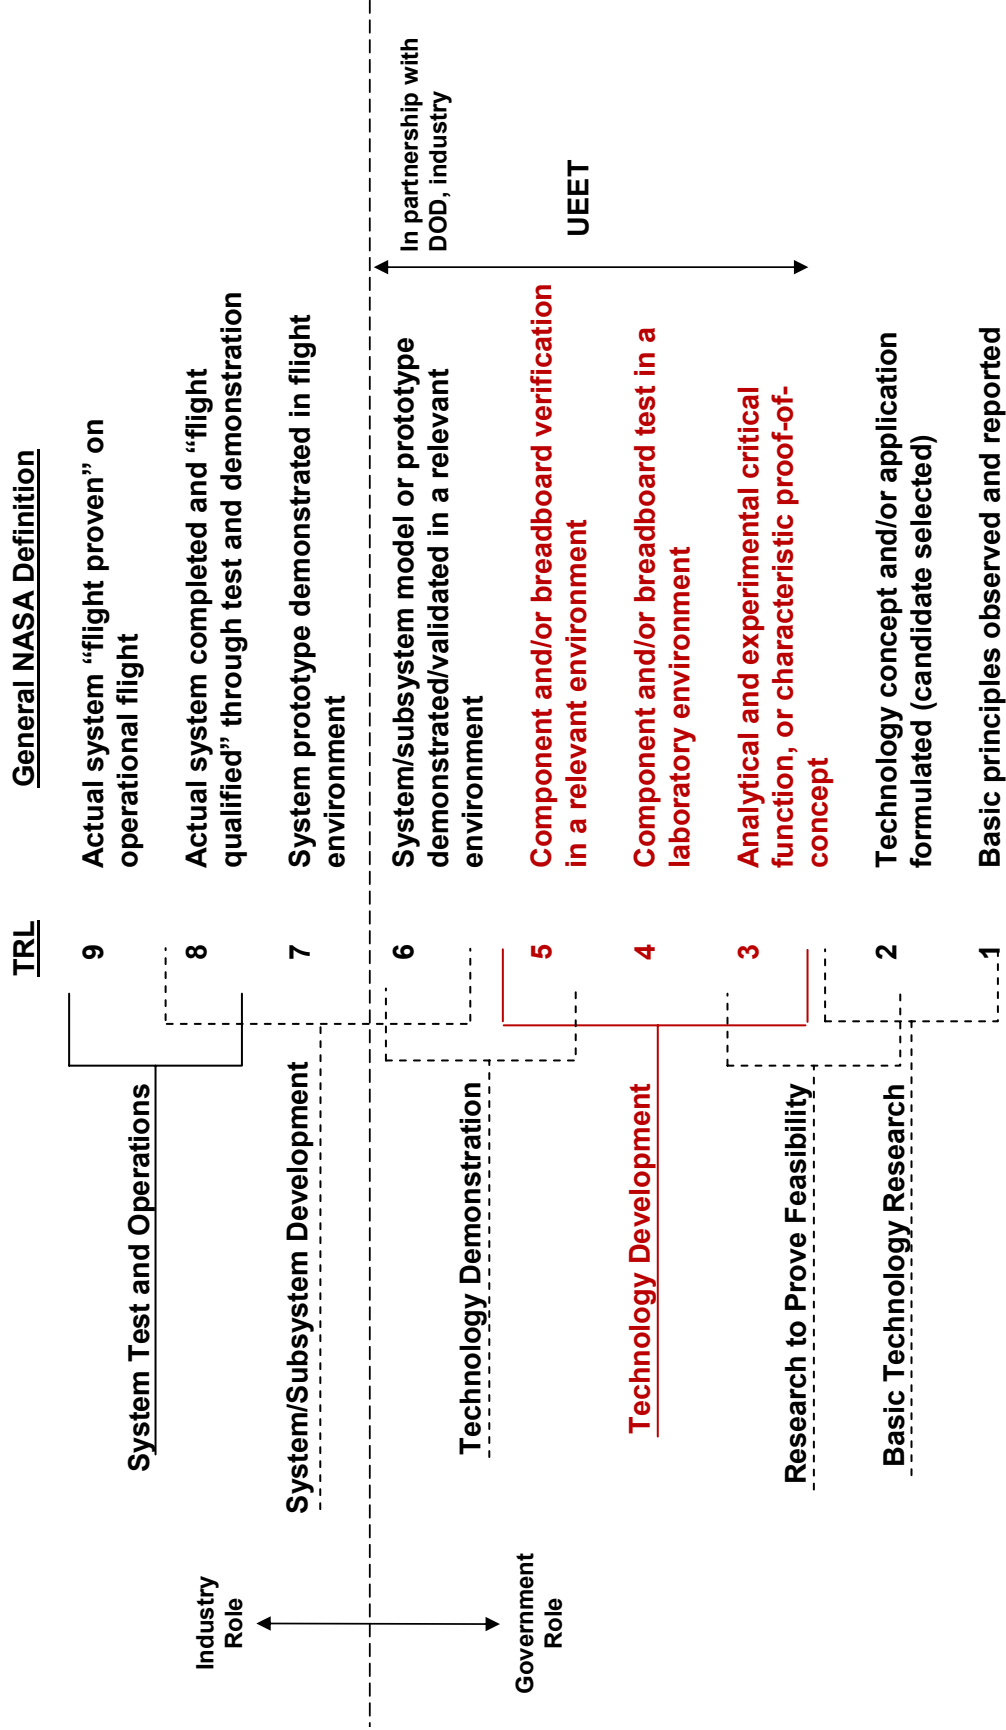 TRL
General NASA Definition
System Test and Operations
9
Actual system “flight proven” on
operational flight
Industry
Role
8
Actual system completed and “flight
qualified” through test and demonstration
System/Subsystem Development
7
System prototype demonstrated in flight
environment
6
System/subsystem model or prototype
demonstrated/validated in a relevant
environment
In partnership with
DOD, industry
Technology Demonstration
Government
Role
5
Component and/or breadboard verification
in a relevant environment
UEET
Technology Development
4
Component and/or breadboard test in a
laboratory environment
3
Analytical and experimental critical
function, or characteristic proof-of-
concept
Research to Prove Feasibility
2
Technology concept and/or application
formulated (candidate selected)
Basic Technology Research
1
Basic principles observed and reported